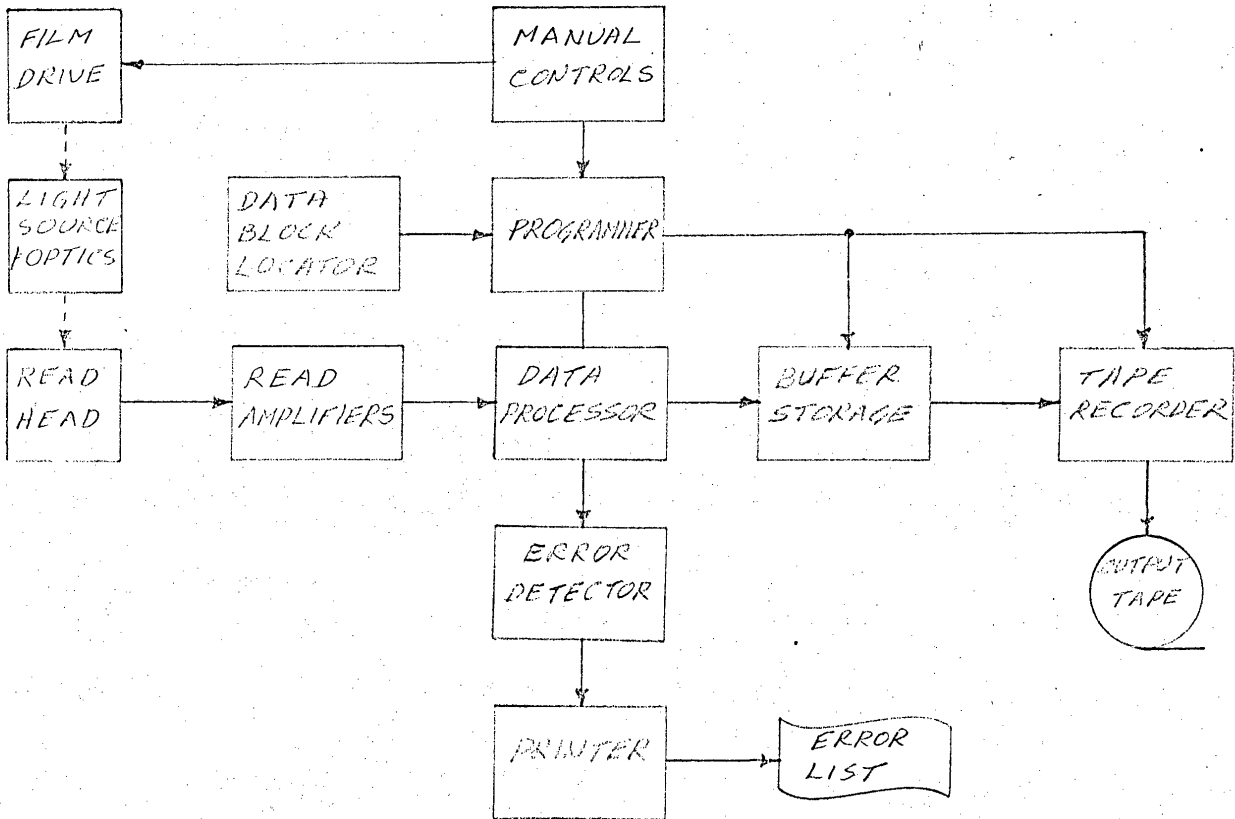 FILM
DRIVE
MANUAL
CONTROLS
LIGHT
SOURCE
+OPTICS
DATA
BLOCK
LOCATOR
PROGRAMMER
READ
HEAD
READ
AMPLIFIERS
DATA
PROCESSOR
BUFFER
STORAGE
TAPE
RECORDER
ERROR
DETECTOR
OUTPUT
TAPE
PRINTER
ERROR
LIST